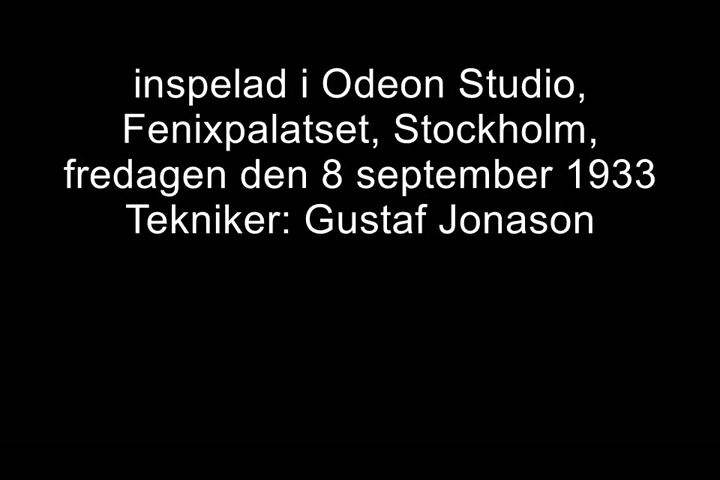 inspelad i Odeon Studio,
Fenixpalatset, Stockholm,
fredagen den 8 september 1933
Tekniker: Gustaf Jonason